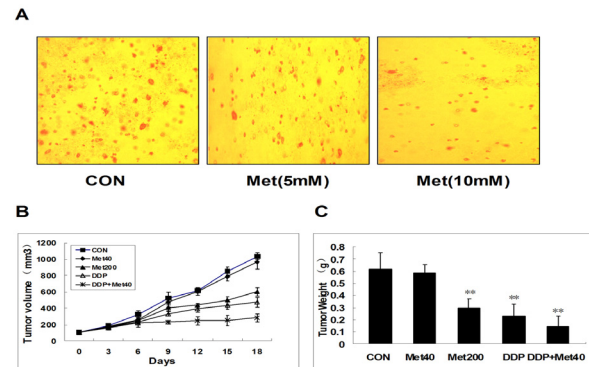 A
CON
Met(5mM)
Met(10mM)
B
C
Tumor volume (mm3)
1200
1000
800
600
400
200
0
CON
Met40
Met200
DDP
DDP+Met40
0 3 6 9 12 15 18
Days
TumorWeight (g)
0.8
0.7
0.6
0.5
0.4
0.3
0.2
0.1
0
** ** **
CON Met40 Met200 DDP DDP+Met40